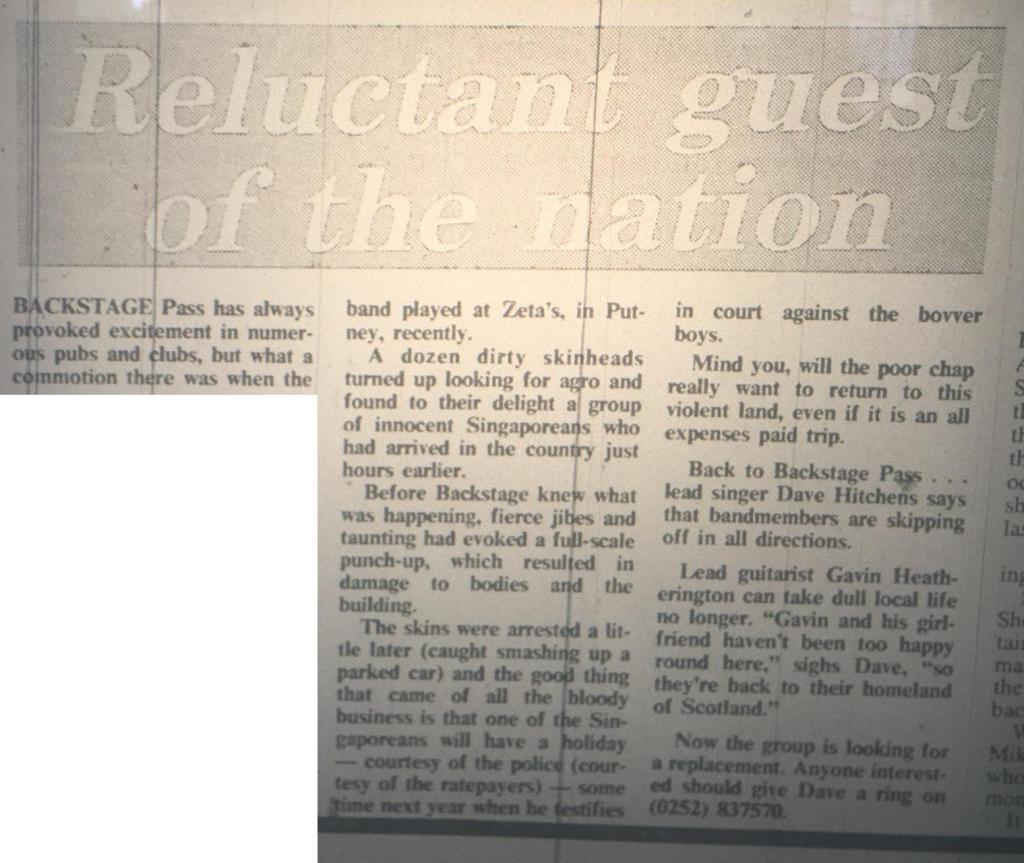 Reluctant guest
of the nation
BACKSTAGE Pass has always
provoked excitement in numer-
ous pubs and clubs, but what a
commotion there was when the
band played at Zeta's, in Put-
ney, recently.
A dozen dirty skinheads
turned up looking for agro and
found to their delight a group
of innocent Singaporeans who
had arrived in the country just
hours earlier.
Before Backstage knew what
was happening, fierce jibes and
taunting had evoked a full-scale
punch-up, which resulted in
damage to bodies and the
building.
The skins were arrested a lit-
tle later (caught smashing up a
parked car) and the good thing
that came of all the bloody
business is that one of the Sin-
gaporeans will have a holiday
— courtesy of the police (cour-
tesy of the ratepayers) — some
time next year when he testifies
in court against the bovver
boys.
Mind you, will the poor chap
really want to return to this
violent land, even if it is an all
expenses paid trip.
Back to Backstage Pass . . .
lead singer Dave Hitchens says
that bandmembers are skipping
off in all directions.
Lead guitarist Gavin Heath-
erington can take dull local life
no longer. “Gavin and his girl-
friend haven't been too happy
round here,” sighs Dave, “so
they're back to their homeland
of Scotland.”
Now the group is looking for
a replacement. Anyone interest-
ed should give Dave a ring on
(0252) 837570.